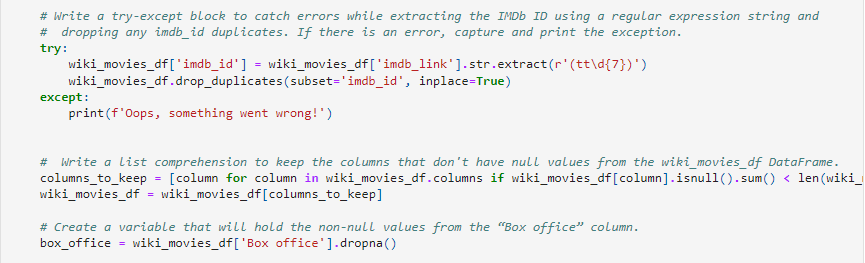 # Write a try-except block to catch errors while extracting the IMDb ID using a regular expression string and
#  dropping any imdb_id duplicates. If there is an error, capture and print the exception.
try:
    wiki_movies_df['imdb_id'] = wiki_movies_df['imdb_link'].str.extract(r'(tt\d{7})')
    wiki_movies_df.drop_duplicates(subset='imdb_id', inplace=True)
except:
    print(f'Oops, something went wrong!')
#  Write a list comprehension to keep the columns that don't have null values from the wiki_movies_df DataFrame.
columns_to_keep = [column for column in wiki_movies_df.columns if wiki_movies_df[column].isnull().sum() < len(wiki_
wiki_movies_df = wiki_movies_df[columns_to_keep]
# Create a variable that will hold the non-null values from the “Box office” column.
box_office = wiki_movies_df['Box office'].dropna()